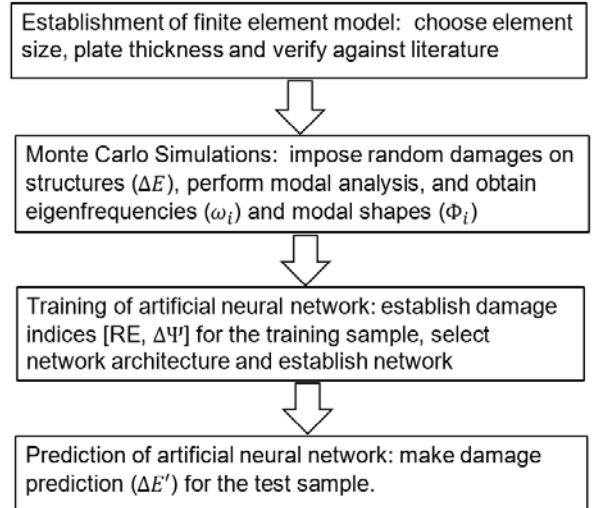 Establishment of finite element model:  choose element
size, plate thickness and verify against literature
Monte Carlo Simulations:  impose random damages on
structures (ΔE), perform modal analysis, and obtain
eigenfrequencies (ωᵢ) and modal shapes (Φᵢ)
Training of artificial neural network: establish damage
indices [RE, ΔΨ] for the training sample, select
network architecture and establish network
Prediction of artificial neural network: make damage
prediction (ΔE′) for the test sample.